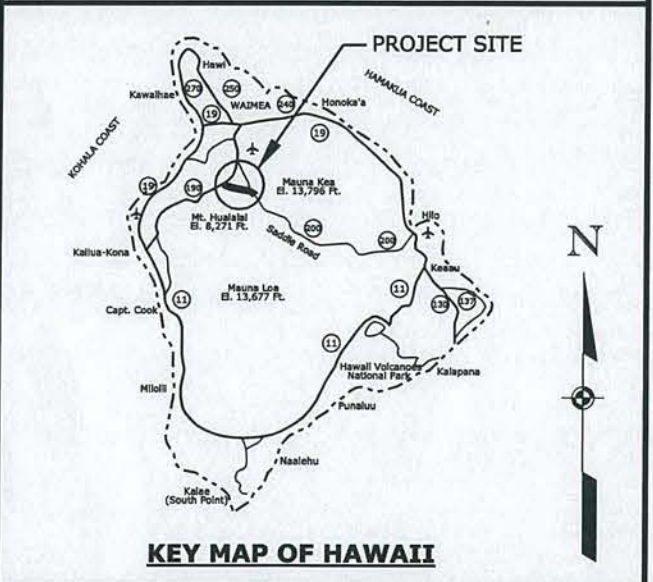 PROJECT SITE
Hawi
Kawaihae
270
250
WAIMEA
240
Honoka'a
HAMAKUA COAST
19
19
KOHALA COAST
19
190
Mauna Kea
El. 13,796 Ft.
Mt. Hualalai
El. 8,271 Ft.
200
Saddle Road
200
Hilo
Kailua-Kona
Keaau
Mauna Loa
El. 13,677 Ft.
11
11
130
137
Capt. Cook
11
Hawaii Volcanoes
National Park
Kalapana
Milolii
Punaluu
Naalehu
Kalae
(South Point)
N
KEY MAP OF HAWAII